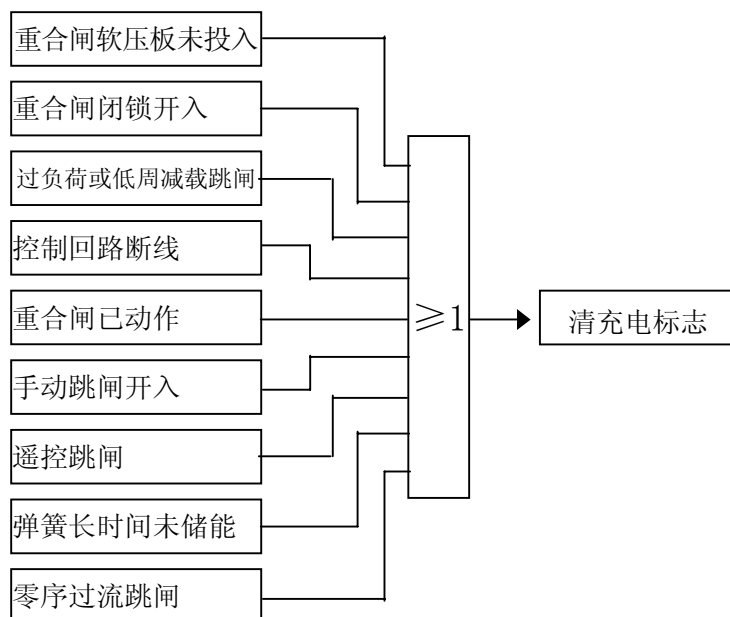 重合闸软压板未投入
重合闸闭锁开入
过负荷或低周减载跳闸
控制回路断线
重合闸已动作
≥1
清充电标志
手动跳闸开入
遥控跳闸
弹簧长时间未储能
零序过流跳闸